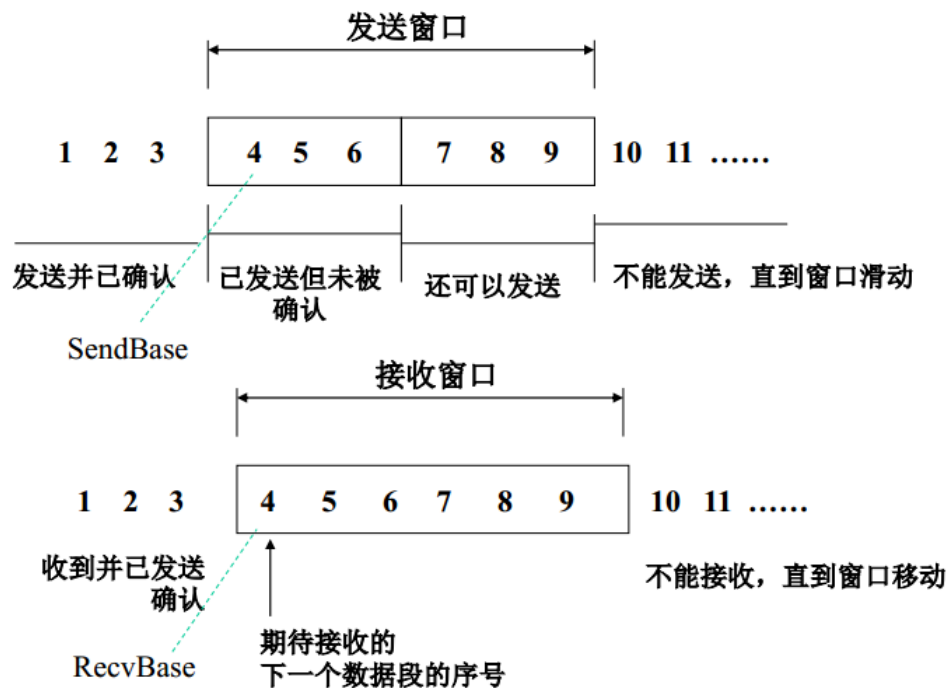 发送窗口
1 2 3 4 5 6 7 8 9 10 11 ......
发送并已确认 已发送但未被 还可以发送 不能发送，直到窗口滑动
确认
SendBase
接收窗口
1 2 3 4 5 6 7 8 9 10 11 ......
收到并已发送 不能接收，直到窗口移动
确认
期待接收的
RecvBase 下一个数据段的序号